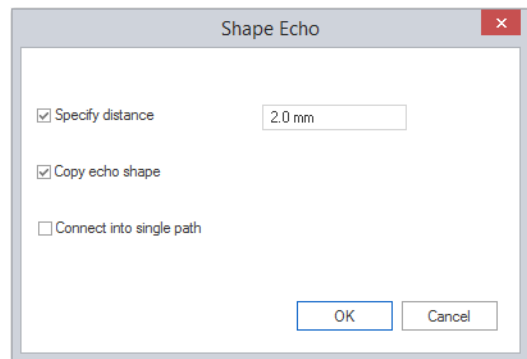 Shape Echo
Specify distance 2.0 mm
Copy echo shape
Connect into single path
OK Cancel